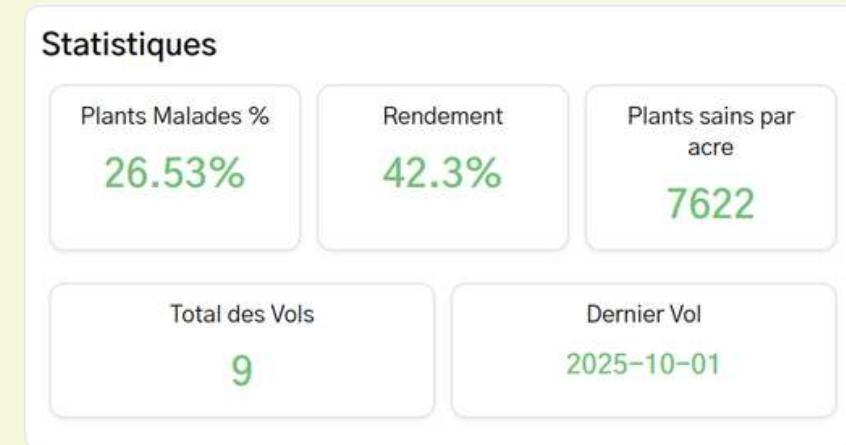 Statistiques
Plants Malades %
26.53%
Rendement
42.3%
Plants sains par
acre
7622
Total des Vols
9
Dernier Vol
2025-10-01